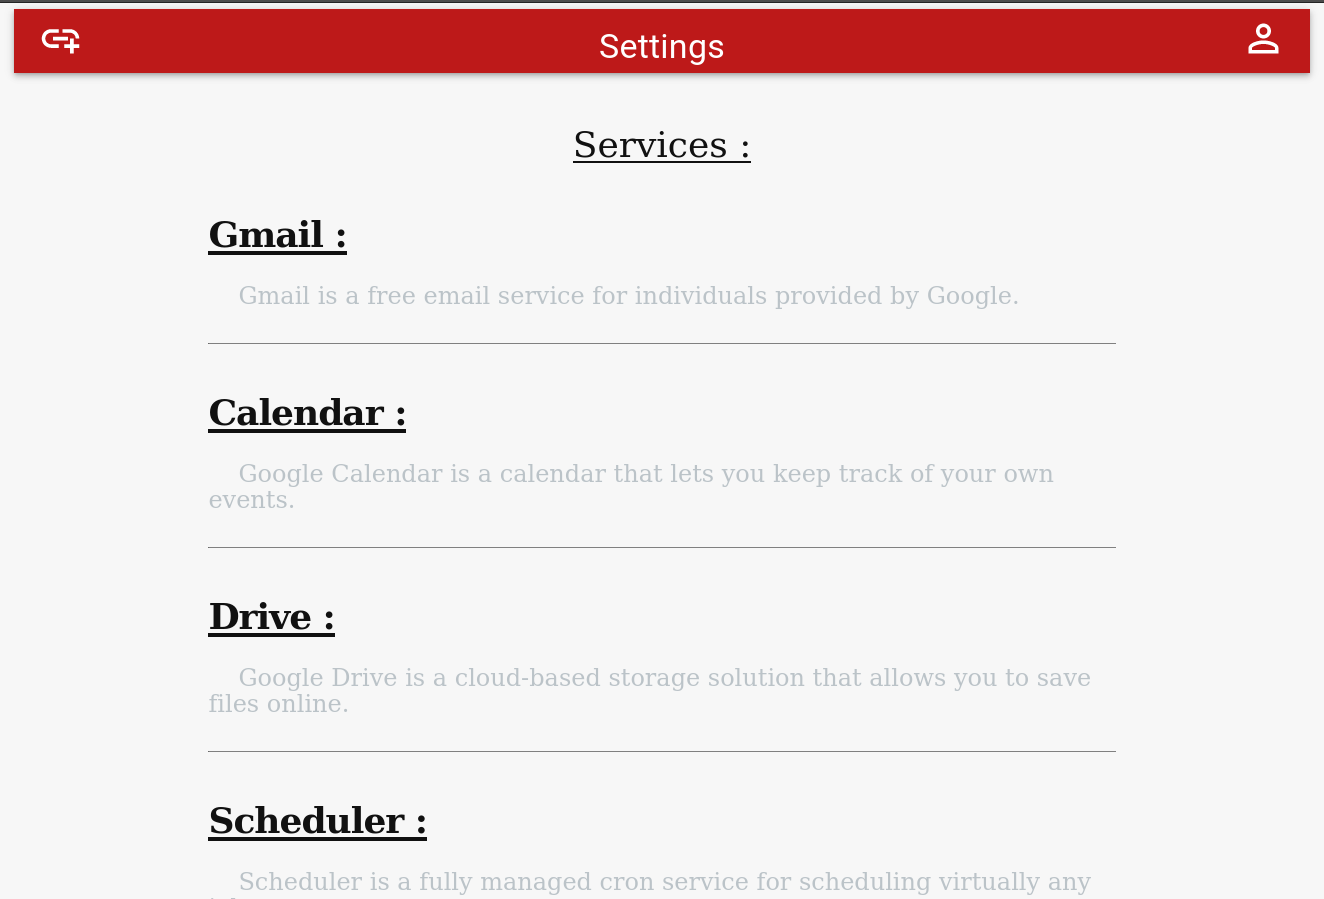 Settings
Services :
Gmail :
Gmail is a free email service for individuals provided by Google.
Calendar :
Google Calendar is a calendar that lets you keep track of your own
events.
Drive :
Google Drive is a cloud-based storage solution that allows you to save
files online.
Scheduler :
Scheduler is a fully managed cron service for scheduling virtually any